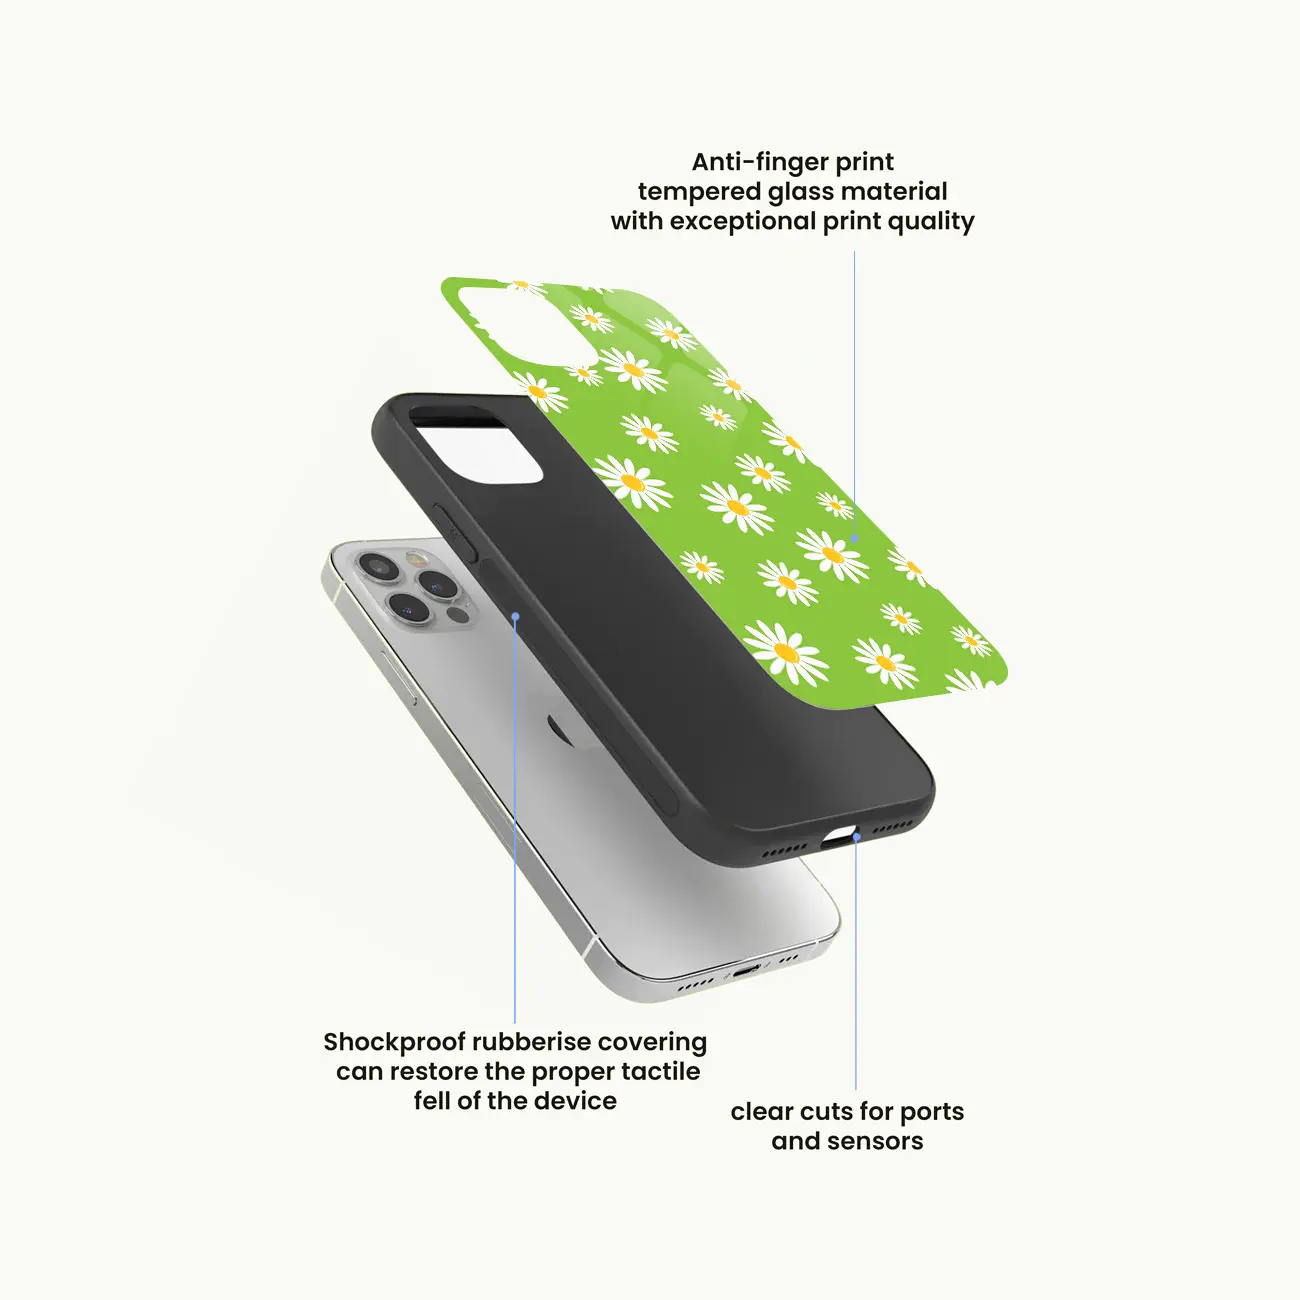 Anti-finger print
tempered glass material
with exceptional print quality
Shockproof rubberise covering
can restore the proper tactile
fell of the device
clear cuts for ports
and sensors